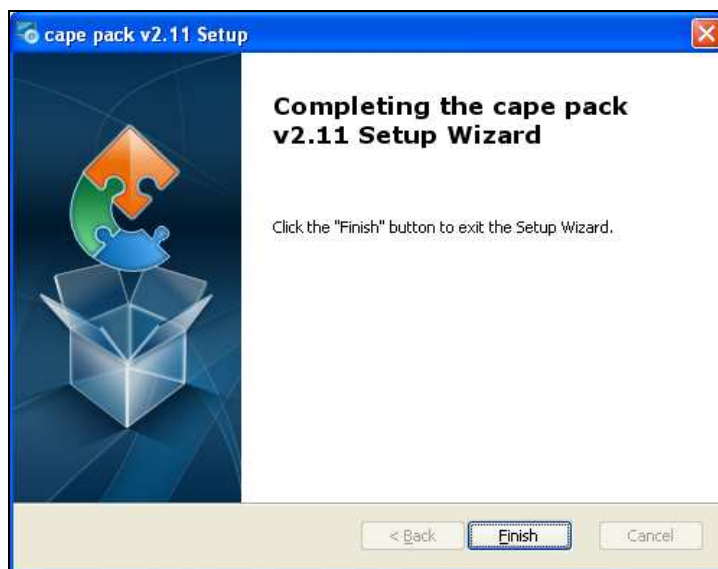 cape pack v2.11 Setup
Completing the cape pack
v2.11 Setup Wizard
Click the "Finish" button to exit the Setup Wizard.
< Back
Finish
Cancel